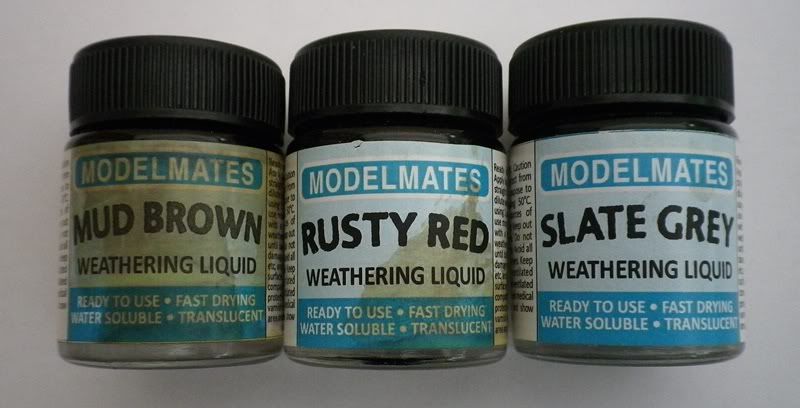 MODELMATES
MUD BROWN
WEATHERING LIQUID
READY TO USE • FAST DRYING
WATER SOLUBLE • TRANSLUCENT
MODELMATES
RUSTY RED
WEATHERING LIQUID
READY TO USE • FAST DRYING
WATER SOLUBLE • TRANSLUCENT
MODELMATES
SLATE GREY
WEATHERING LIQUID
READY TO USE • FAST DRYING
WATER SOLUBLE • TRANSLUCENT